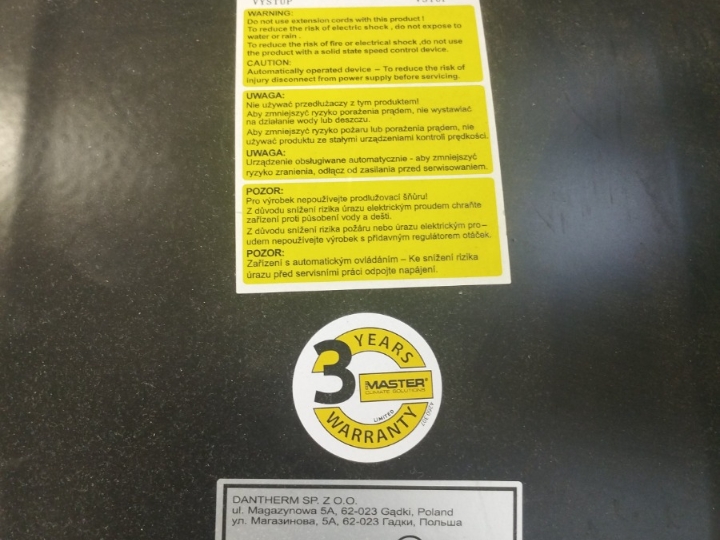 VÝSTUP VSTUP
WARNING:
Do not use extension cords with this product !
To reduce the risk of electric shock , do not expose to
water or rain .
To reduce the risk of fire or electrical shock ,do not use
the product with a solid state speed control device.
CAUTION:
Automatically operated device – To reduce the risk of
injury disconnect from power supply before servicing.
UWAGA:
Nie używać przedłużaczy z tym produktem!
Aby zmniejszyć ryzyko porażenia prądem, nie wystawiać
na działanie wody lub deszczu.
Aby zmniejszyć ryzyko pożaru lub porażenia prądem, nie
używać produktu ze stałymi urządzeniami kontroli prędkości.
UWAGA:
Urządzenie obsługiwane automatycznie - aby zmniejszyć
ryzyko zranienia, odłącz od zasilania przed serwisowaniem.
POZOR:
Pro výrobek nepoužívejte prodlužovací šňůru!
Z důvodu snížení rizika úrazu elektrickým proudem chraňte
zařízení proti působení vody a dešti.
Z důvodu snížení rizika požáru nebo úrazu elektrickým pro–
udem nepoužívejte výrobek s přídavným regulátorem otáček.
POZOR:
Zařízení s automatickým ovládáním – Ke snížení rizika
úrazu před servisními práci odpojte napájení.
3 YEARS
MASTER
CLIMATE SOLUTIONS
LIMITED
WARRANTY
DANTHERM SP. Z O.O.
ul. Magazynowa 5A, 62-023 Gądki, Poland
ул. Магазинова, 5А, 62-023 Гадки, Польша